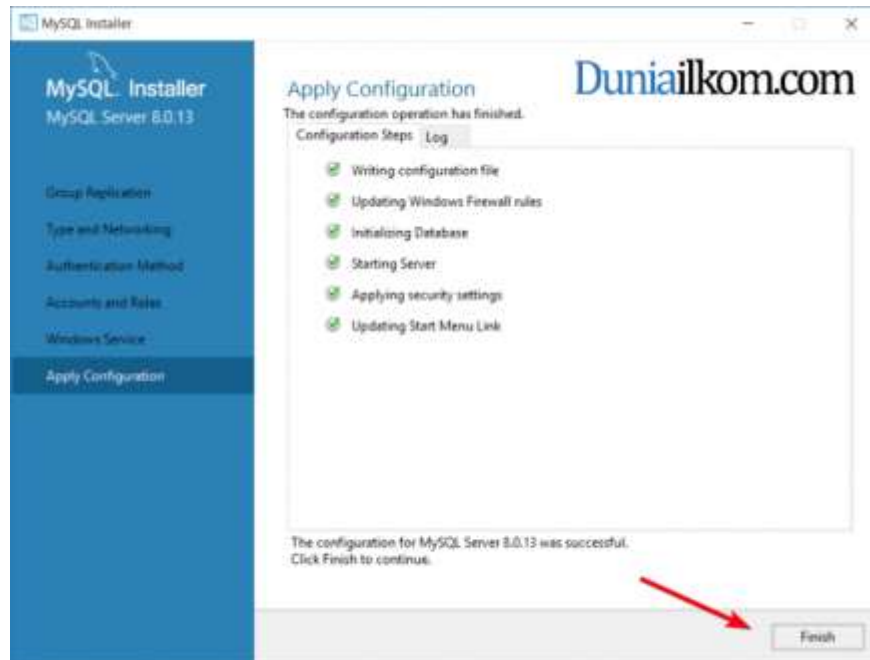 MySQL Installer
MySQL. Installer
MySQL Server 8.0.13
Group Replication
Type and Networking
Authentication Method
Accounts and Roles
Windows Service
Apply Configuration
Apply Configuration
Duniailkom.com
The configuration operation has finished.
Configuration Steps Log
Writing configuration file
Updating Windows Firewall rules
Initializing Database
Starting Server
Applying security settings
Updating Start Menu Link
The configuration for MySQL Server 8.0.13 was successful.
Click Finish to continue.
Finish